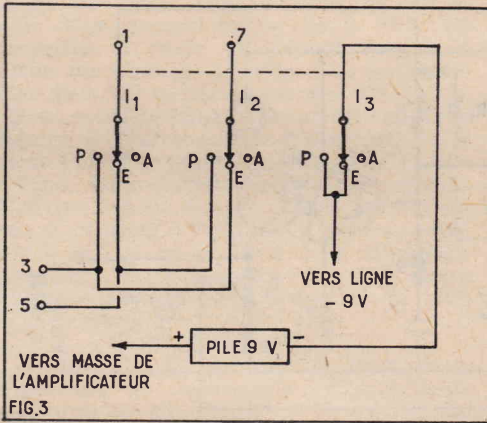 1 7
I1 I2 I3
P E A P E A P E A
3
5
VERS LIGNE
- 9 V
+ PILE 9 V -
VERS MASSE DE
L'AMPLIFICATEUR
FIG.3